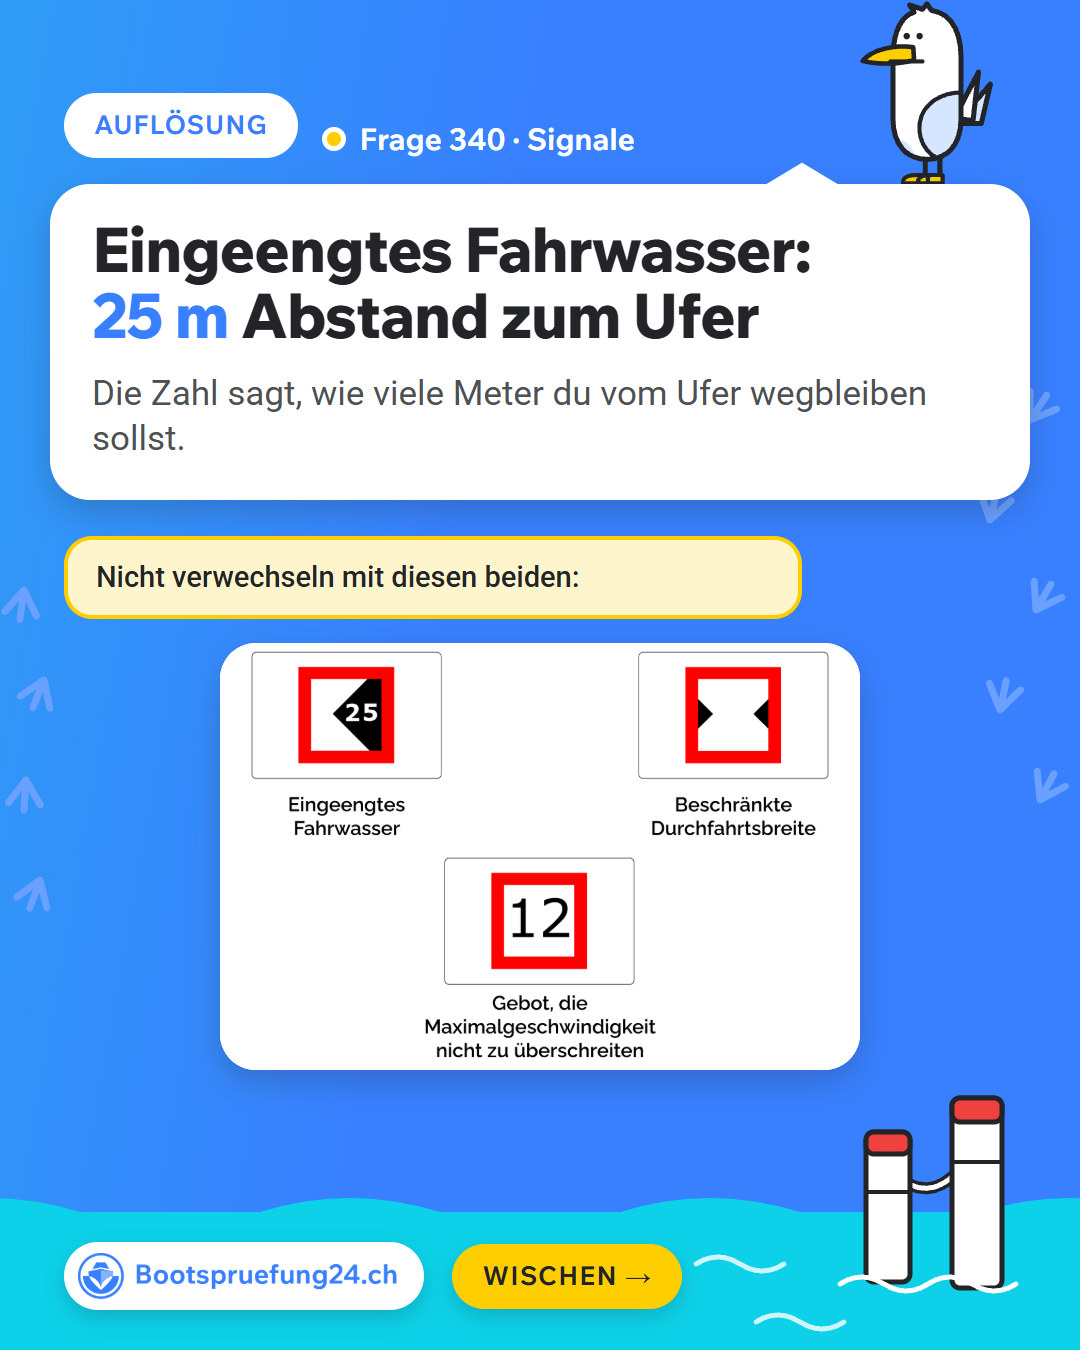 AUFLÖSUNG
Frage 340 · Signale
Eingeengtes Fahrwasser:
25 m Abstand zum Ufer
Die Zahl sagt, wie viele Meter du vom Ufer wegbleiben
sollst.
Nicht verwechseln mit diesen beiden:
25
Eingeengtes
Fahrwasser
Beschränkte
Durchfahrtsbreite
12
Gebot, die
Maximalgeschwindigkeit
nicht zu überschreiten
Bootspruefung24.ch
WISCHEN →